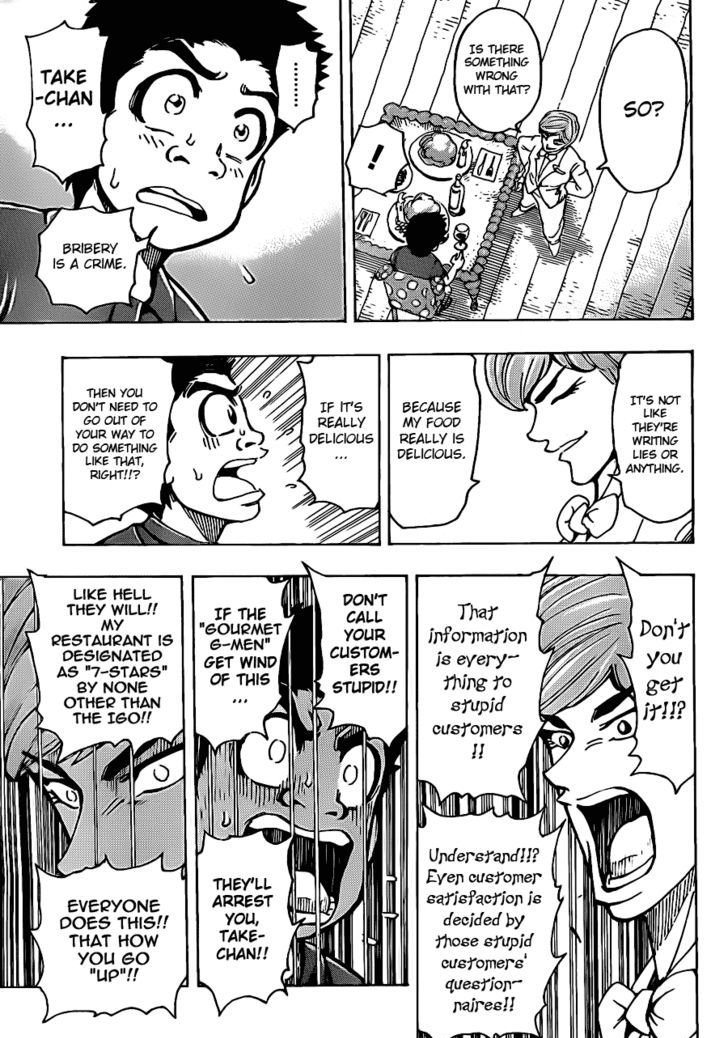 SO?
IS THERE
SOMETHING
WRONG
WITH THAT?
!
.........
TAKE
-CHAN
...
BRIBERY
IS A CRIME.
IT'S NOT
LIKE
THEY'RE
WRITING
LIES OR
ANYTHING.
BECAUSE
MY FOOD
REALLY IS
DELICIOUS.
IF IT'S
REALLY
DELICIOUS
...
THEN YOU
DON'T NEED TO
GO OUT OF
YOUR WAY TO
DO SOMETHING
LIKE THAT,
RIGHT!!?
Don't
you
get
it!!?
That
information
is every-
thing to
stupid
customers
!!
Understand!!?
Even customer
satisfaction is
decided by
those stupid
customers'
question-
naires!!
DON'T
CALL
YOUR
CUSTOM-
ERS
STUPID!!
IF THE
"GOURMET
G-MEN"
GET WIND
OF THIS
...
THEY'LL
ARREST
YOU,
TAKE-
CHAN!!
LIKE HELL
THEY WILL!!
MY
RESTAURANT IS
DESIGNATED
AS "7-STARS"
BY NONE
OTHER THAN
THE IGO!!
EVERYONE
DOES THIS!!
THAT HOW
YOU GO
"UP"!!